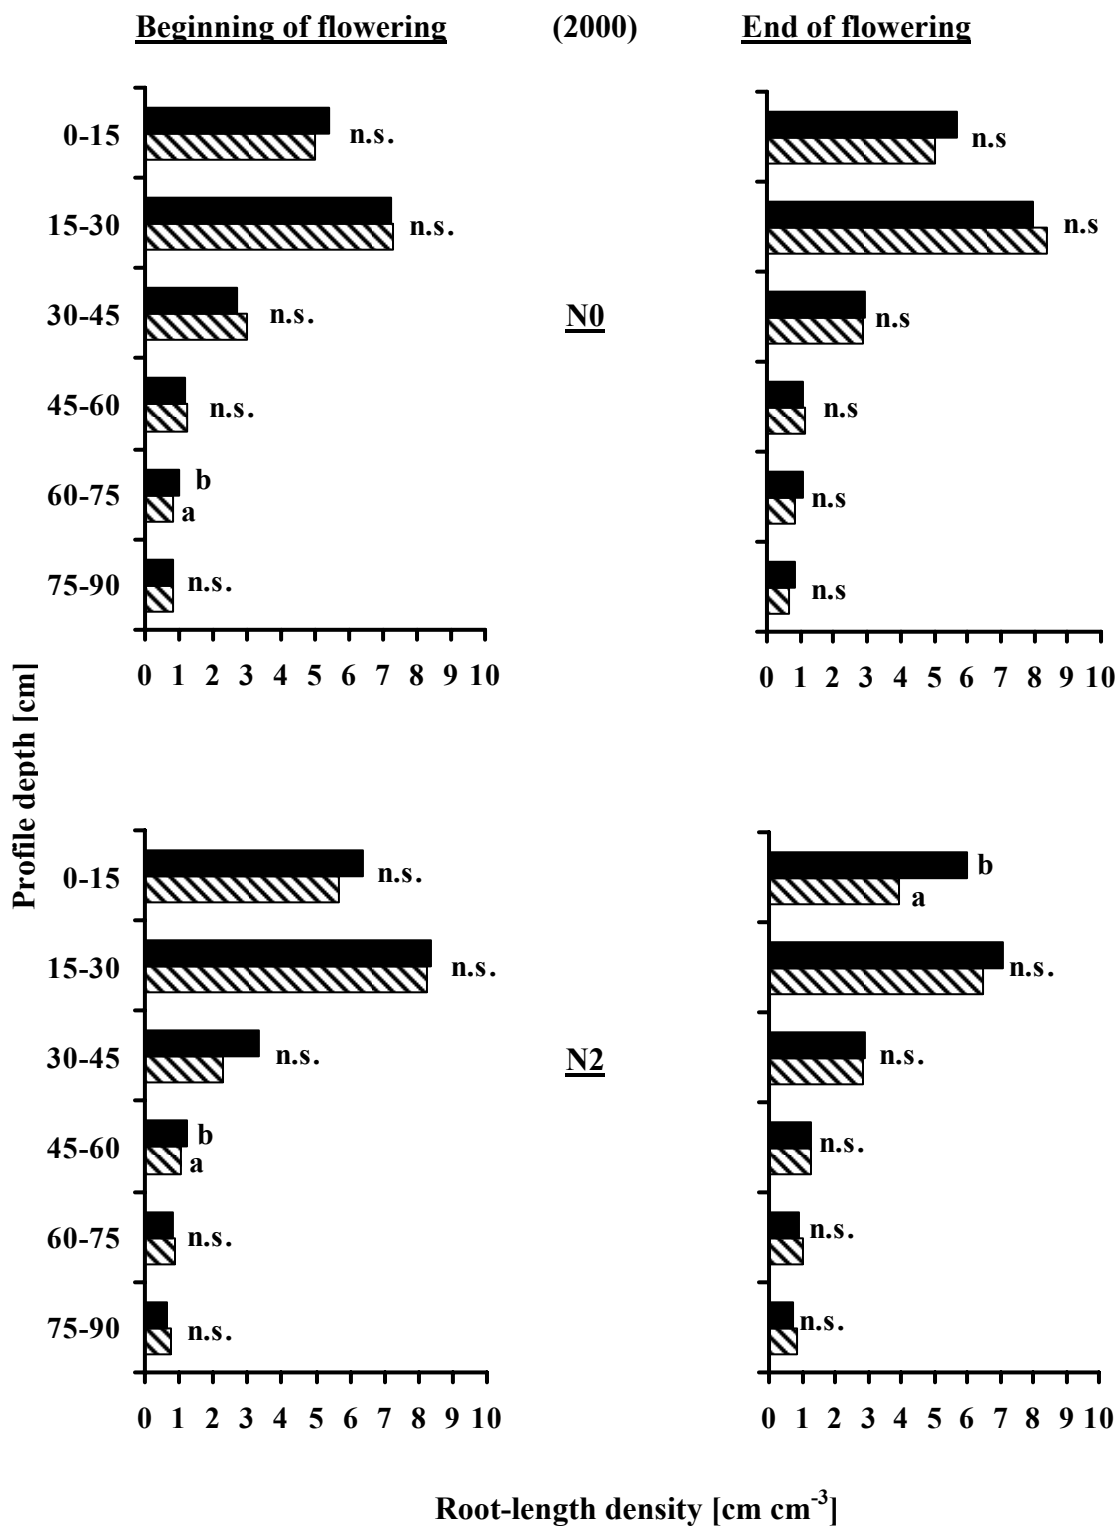 Beginning of flowering (2000) End of flowering
0-15 n.s. n.s
15-30 n.s. n.s
30-45 n.s. N0 n.s
45-60 n.s. n.s
60-75 b a n.s
75-90 n.s. n.s
0 1 2 3 4 5 6 7 8 9 10 0 1 2 3 4 5 6 7 8 9 10
Profile depth [cm]
0-15 n.s. b a
15-30 n.s. n.s.
30-45 n.s. N2 n.s.
45-60 b a n.s.
60-75 n.s. n.s.
75-90 n.s. n.s.
0 1 2 3 4 5 6 7 8 9 10 0 1 2 3 4 5 6 7 8 9 10
Root-length density [cm cm⁻³]